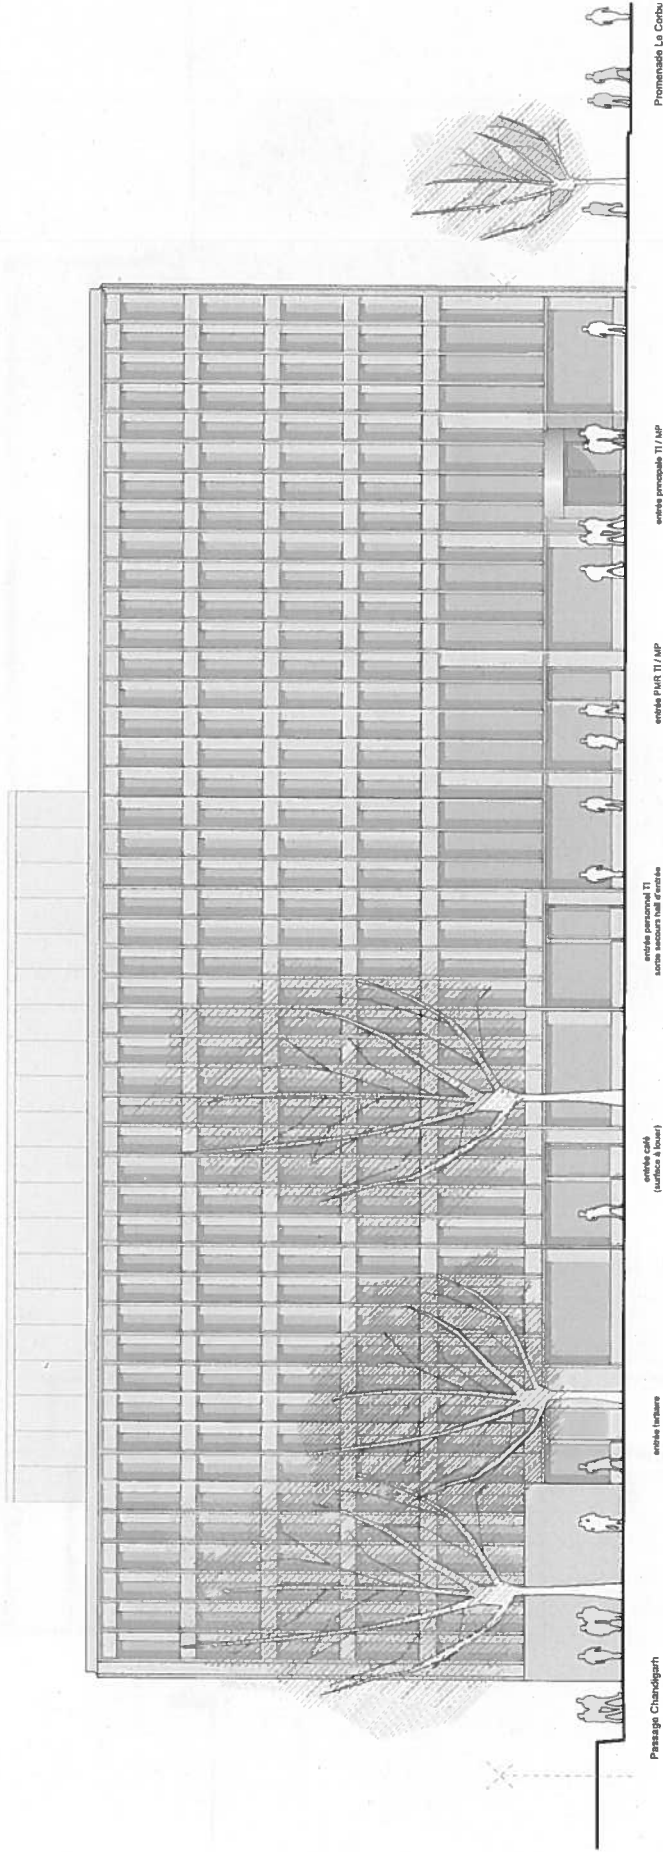 Passage Chandigarh
entrée tertiaire
entrée café
(surface à louer)
entrée personnel TI
sortie secours hall d'entrée
entrée PMR TI / MP
entrée principale TI / MP
Promenade Le Corbu